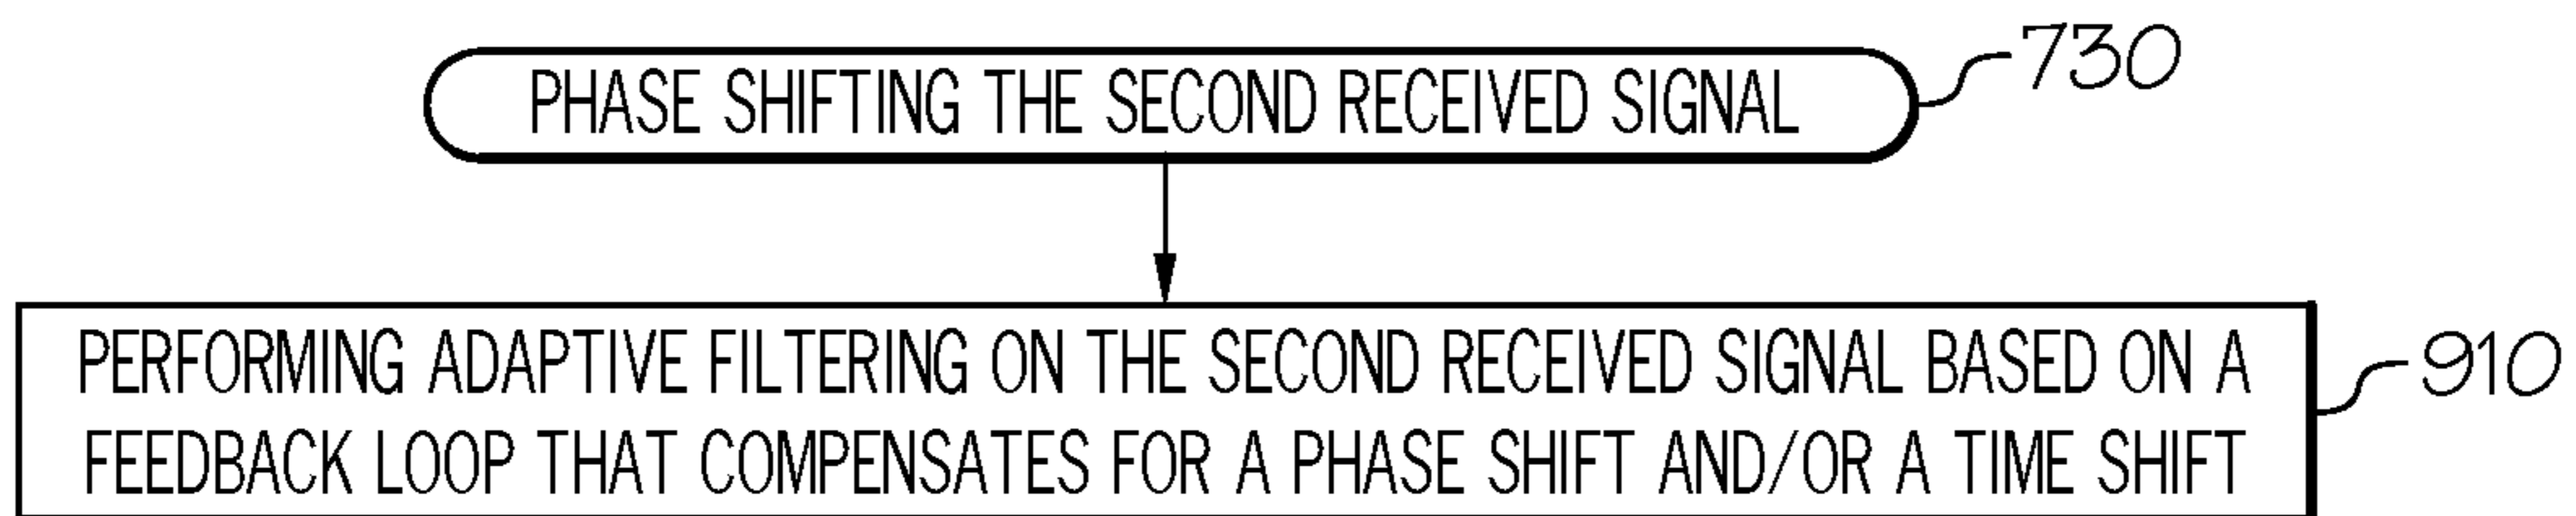 PHASE SHIFTING THE SECOND RECEIVED SIGNAL
730
PERFORMING ADAPTIVE FILTERING ON THE SECOND RECEIVED SIGNAL BASED ON A
FEEDBACK LOOP THAT COMPENSATES FOR A PHASE SHIFT AND/OR A TIME SHIFT
910